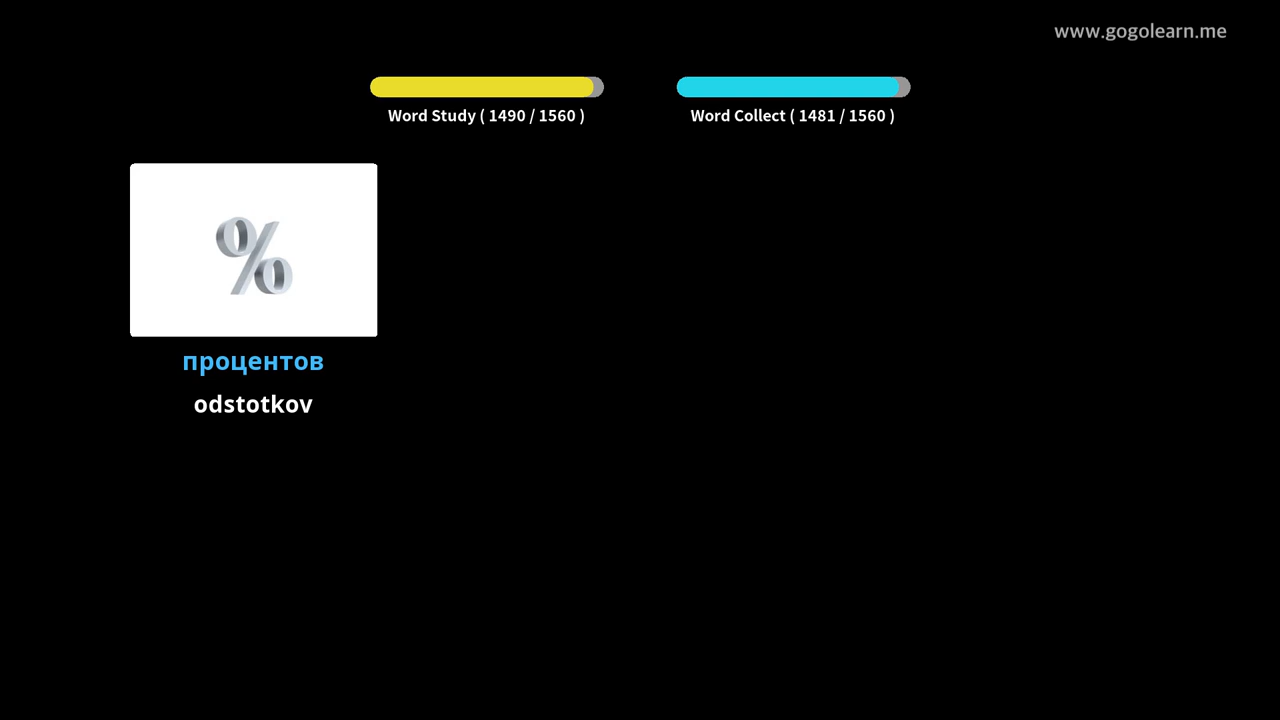 www.gogolearn.me
Word Study ( 1490 / 1560 )
Word Collect ( 1481 / 1560 )
%
процентов
odstotkov